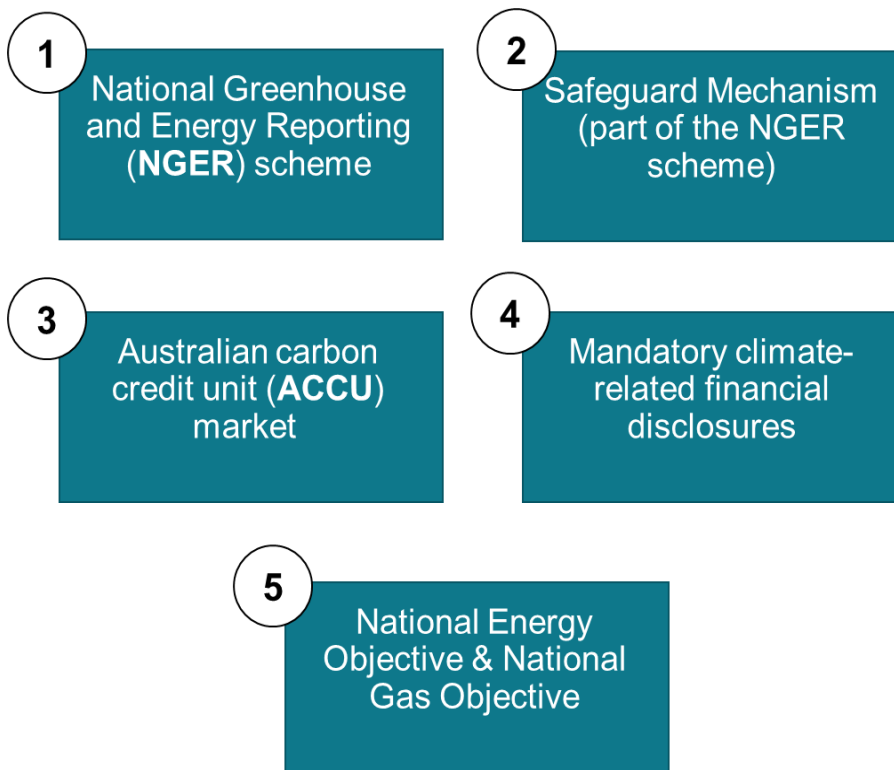 1
National Greenhouse
and Energy Reporting
(NGER) scheme
2
Safeguard Mechanism
(part of the NGER
scheme)
3
Australian carbon
credit unit (ACCU)
market
4
Mandatory climate-
related financial
disclosures
5
National Energy
Objective & National
Gas Objective